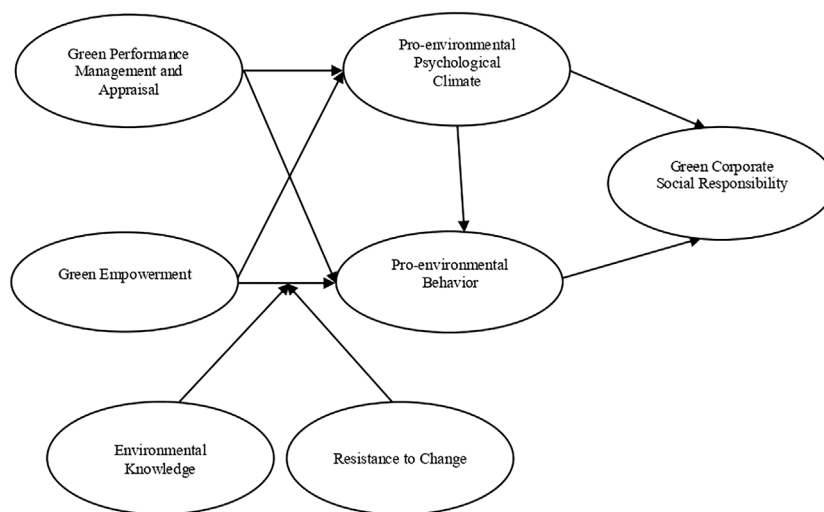 Green Performance
Management and
Appraisal
Pro-environmental
Psychological
Climate
Green Corporate
Social Responsibility
Green Empowerment
Pro-environmental
Behavior
Environmental
Knowledge
Resistance to Change